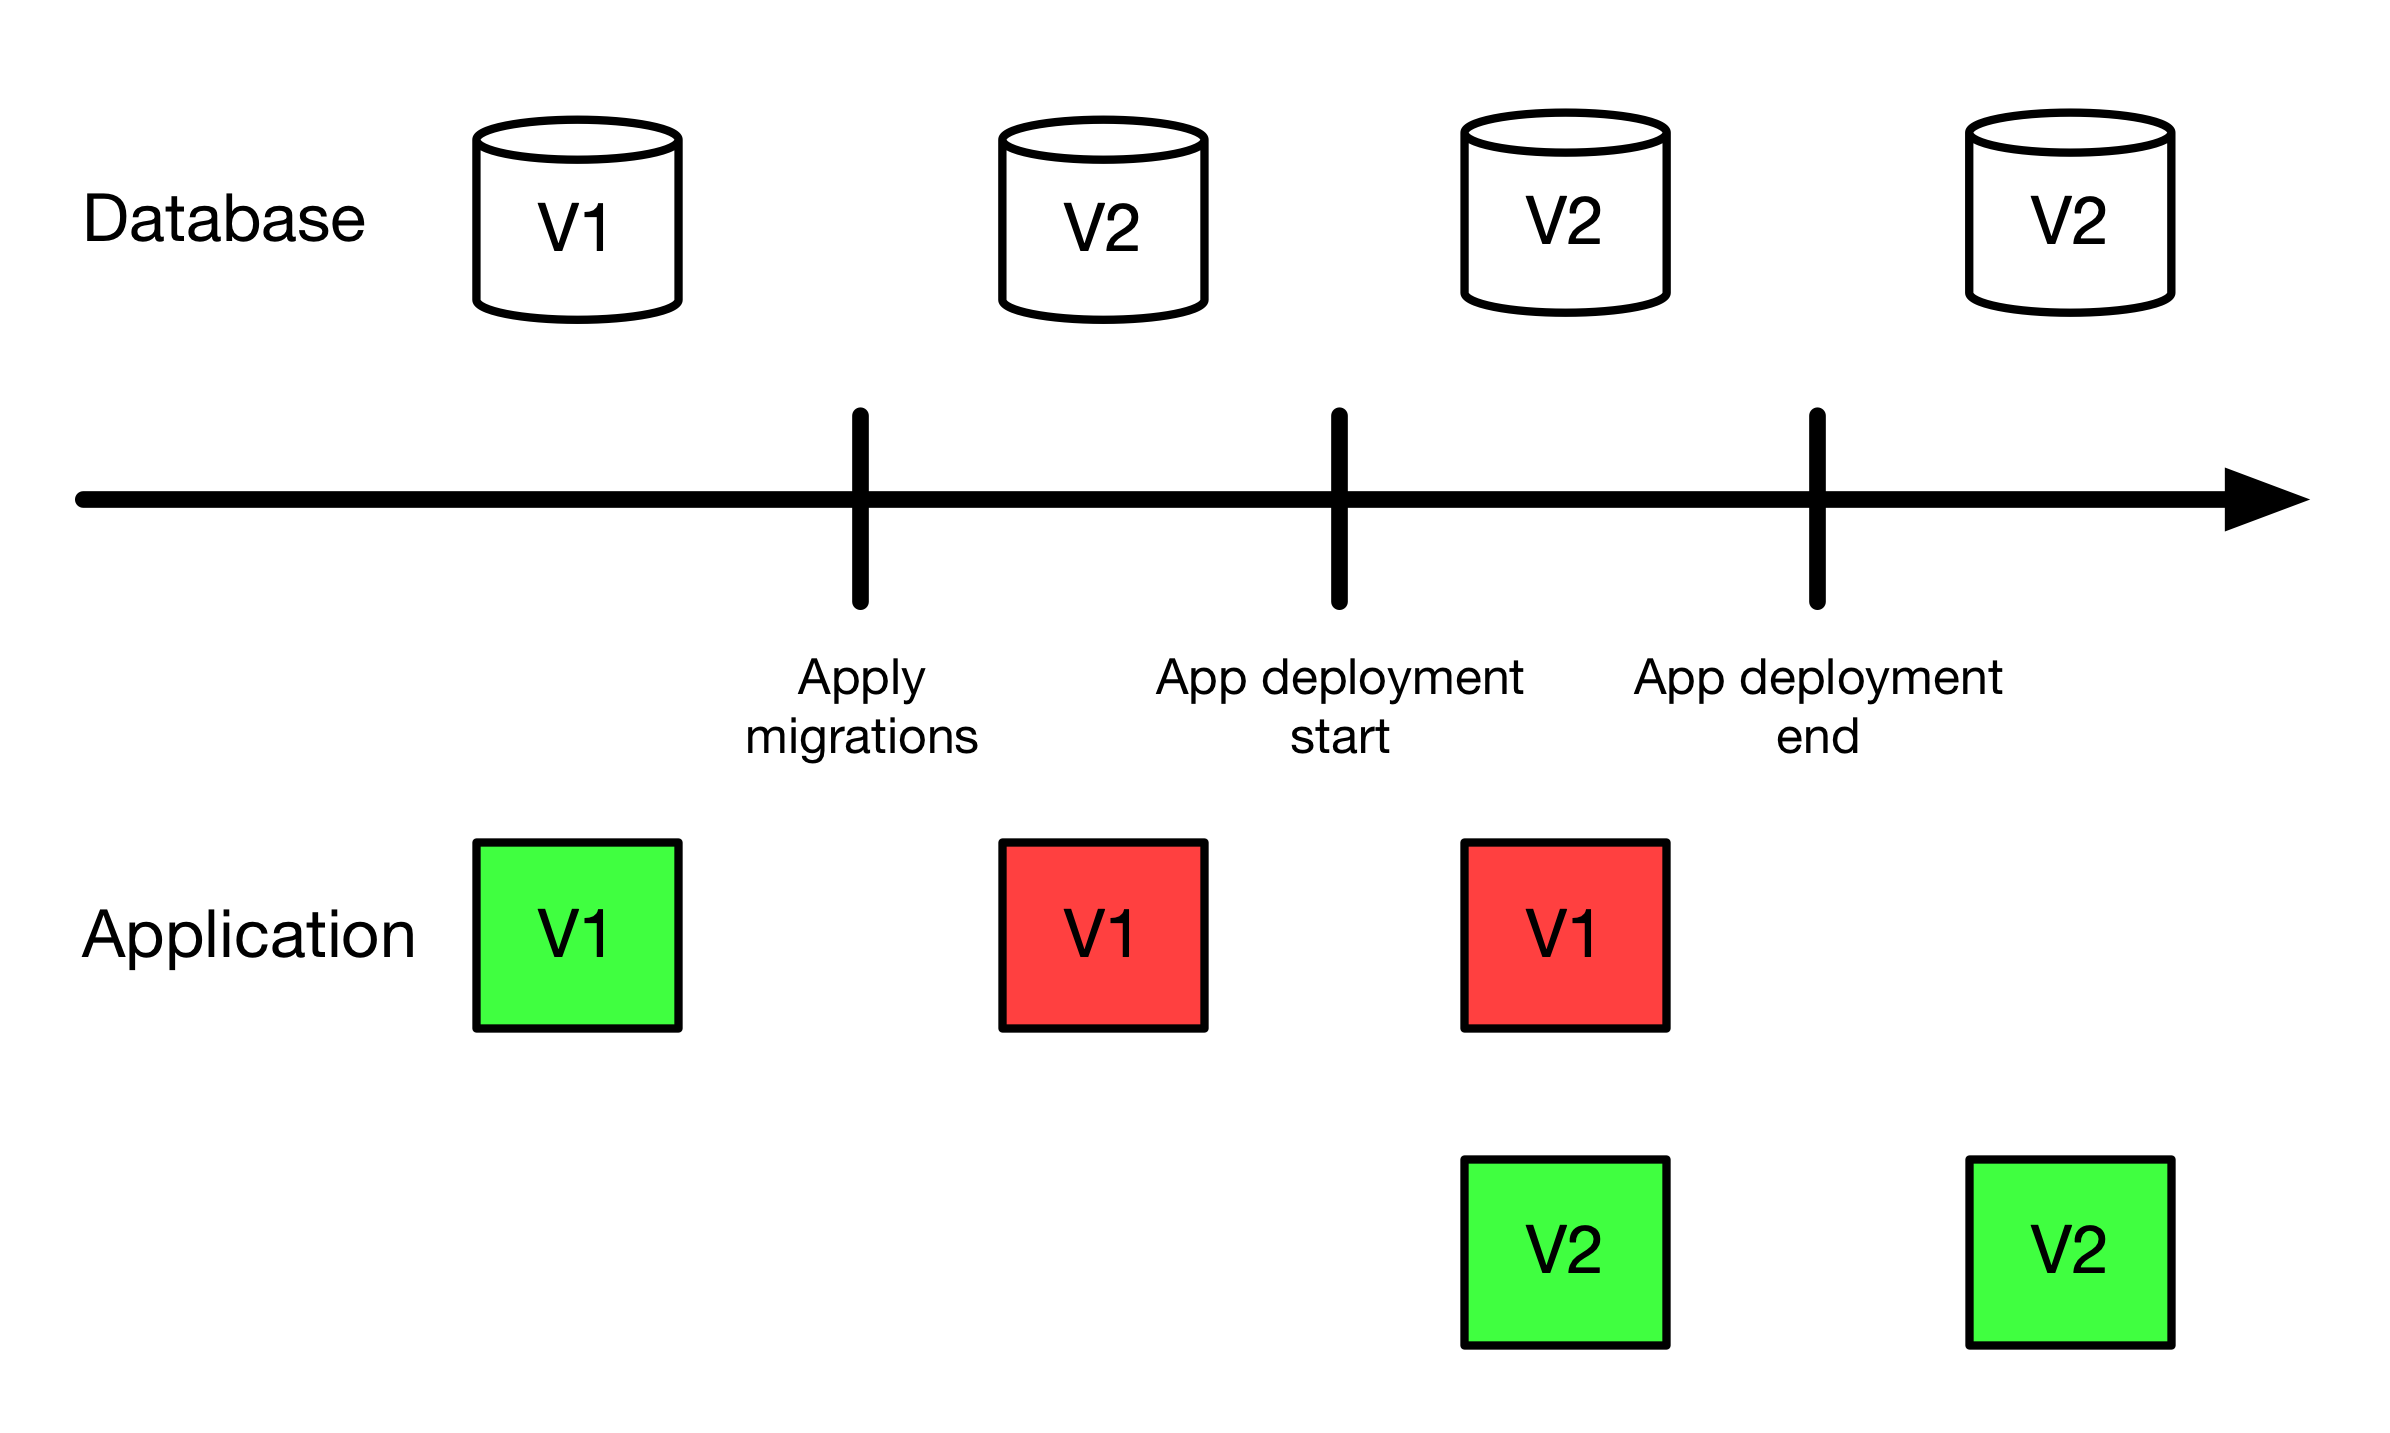 Database
V1
V2
V2
V2
Apply
migrations
App deployment
start
App deployment
end
Application
V1
V1
V1
V2
V2